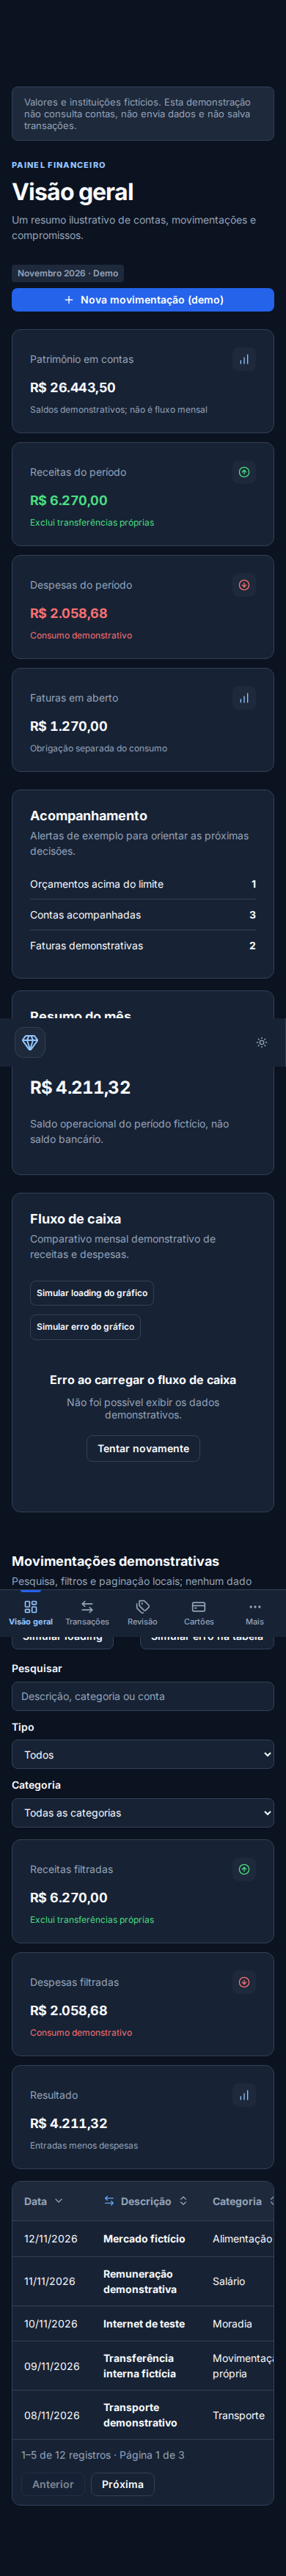 Valores e instituições fictícios. Esta demonstração
não consulta contas, não envia dados e não salva
transações.
PAINEL FINANCEIRO
Visão geral
Um resumo ilustrativo de contas, movimentações e
compromissos.
Novembro 2026 · Demo
+ Nova movimentação (demo)
Patrimônio em contas
R$ 26.443,50
Saldos demonstrativos; não é fluxo mensal
Receitas do período
R$ 6.270,00
Exclui transferências próprias
Despesas do período
R$ 2.058,68
Consumo demonstrativo
Faturas em aberto
R$ 1.270,00
Obrigação separada do consumo
Acompanhamento
Alertas de exemplo para orientar as próximas
decisões.
Orçamentos acima do limite 1
Contas acompanhadas 3
Faturas demonstrativas 2
Resumo do mês
R$ 4.211,32
Saldo operacional do período fictício, não
saldo bancário.
Fluxo de caixa
Comparativo mensal demonstrativo de
receitas e despesas.
Simular loading do gráfico
Simular erro do gráfico
Erro ao carregar o fluxo de caixa
Não foi possível exibir os dados
demonstrativos.
Tentar novamente
Movimentações demonstrativas
Pesquisa, filtros e paginação locais; nenhum dado
Visão geral Transações Revisão Cartões Mais
Simular loading Simular erro na tabela
Pesquisar
Descrição, categoria ou conta
Tipo
Todos
Categoria
Todas as categorias
Receitas filtradas
R$ 6.270,00
Exclui transferências próprias
Despesas filtradas
R$ 2.058,68
Consumo demonstrativo
Resultado
R$ 4.211,32
Entradas menos despesas
Data Descrição Categoria
12/11/2026 Mercado fictício Alimentação
11/11/2026 Remuneração demonstrativa Salário
10/11/2026 Internet de teste Moradia
09/11/2026 Transferência interna fictícia própria
08/11/2026 Transporte demonstrativo Transporte
1–5 de 12 registros · Página 1 de 3
Anterior Próxima